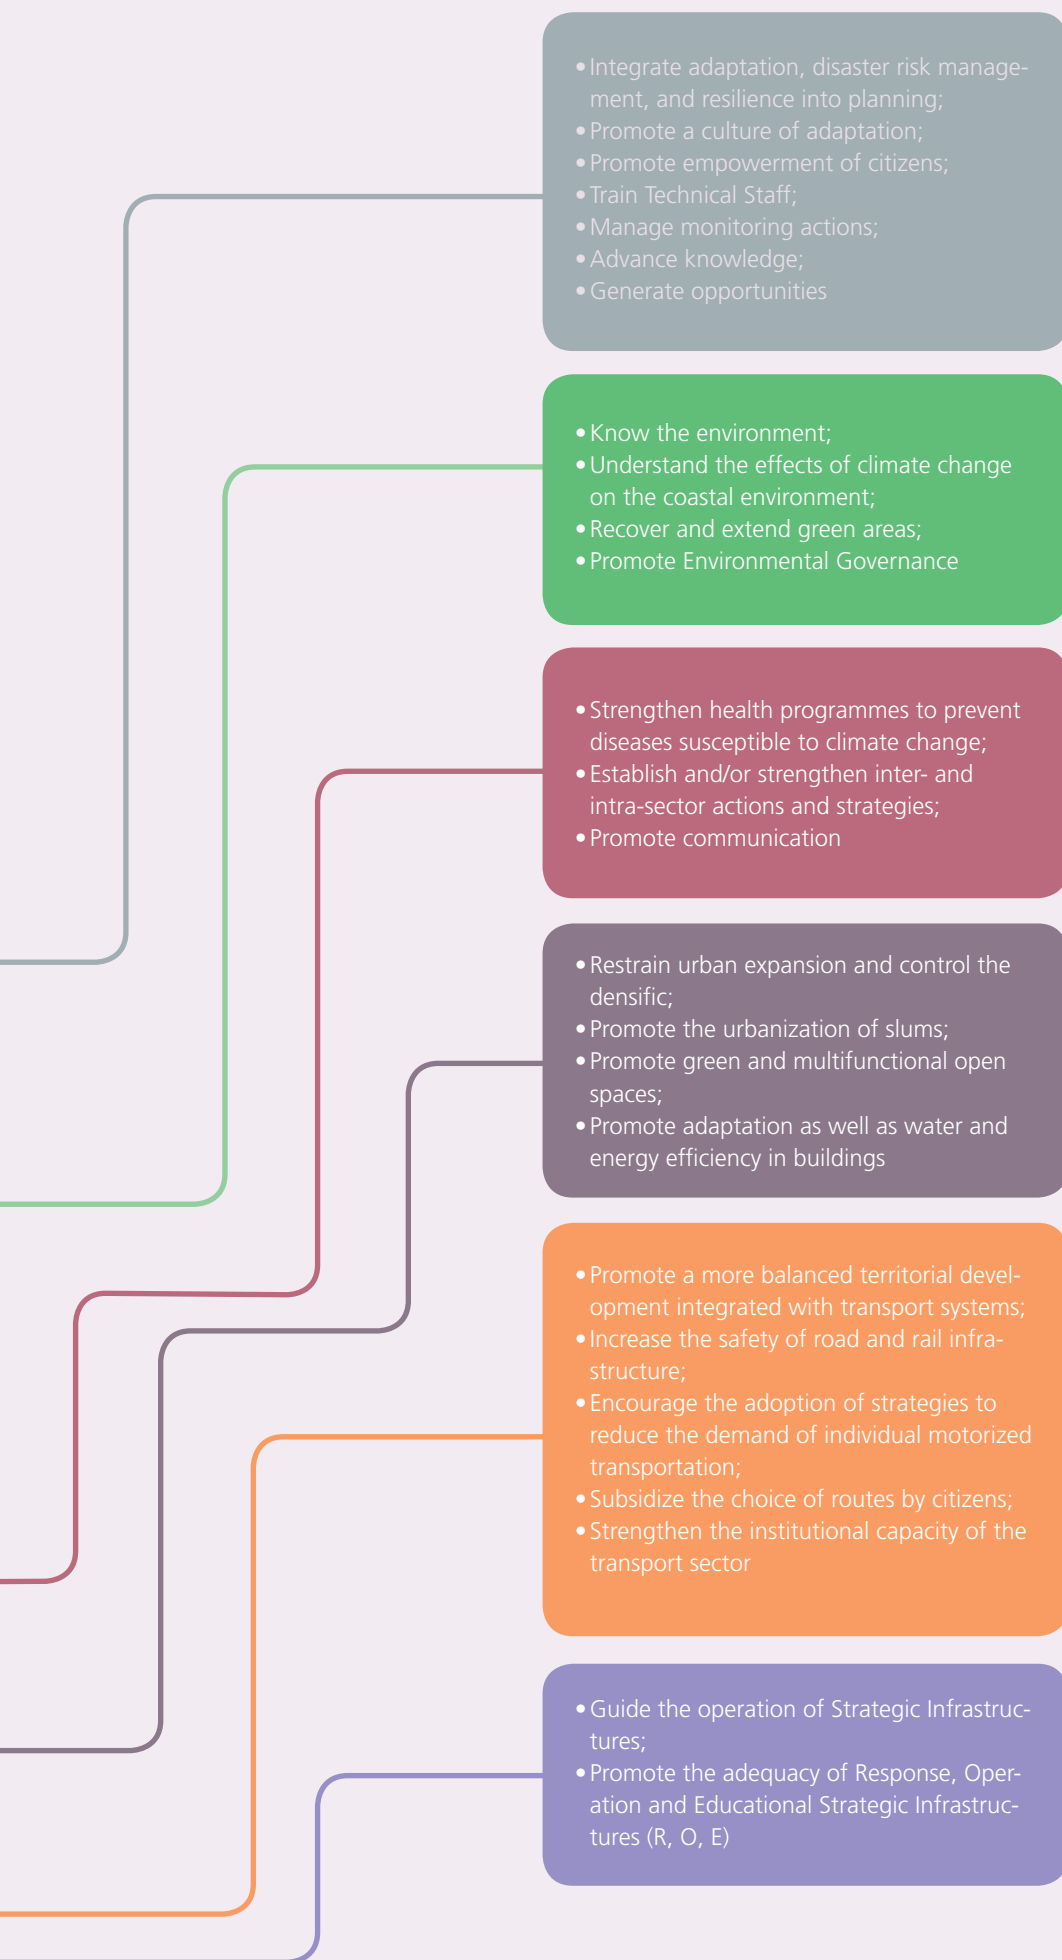 • Integrate adaptation, disaster risk manage-
ment, and resilience into planning;
• Promote a culture of adaptation;
• Promote empowerment of citizens;
• Train Technical Staff;
• Manage monitoring actions;
• Advance knowledge;
• Generate opportunities
• Know the environment;
• Understand the effects of climate change
on the coastal environment;
• Recover and extend green areas;
• Promote Environmental Governance
• Strengthen health programmes to prevent
diseases susceptible to climate change;
• Establish and/or strengthen inter- and
intra-sector actions and strategies;
• Promote communication
• Restrain urban expansion and control the
densific;
• Promote the urbanization of slums;
• Promote green and multifunctional open
spaces;
• Promote adaptation as well as water and
energy efficiency in buildings
• Promote a more balanced territorial devel-
opment integrated with transport systems;
• Increase the safety of road and rail infra-
structure;
• Encourage the adoption of strategies to
reduce the demand of individual motorized
transportation;
• Subsidize the choice of routes by citizens;
• Strengthen the institutional capacity of the
transport sector
• Guide the operation of Strategic Infrastruc-
tures;
• Promote the adequacy of Response, Oper-
ation and Educational Strategic Infrastruc-
tures (R, O, E)